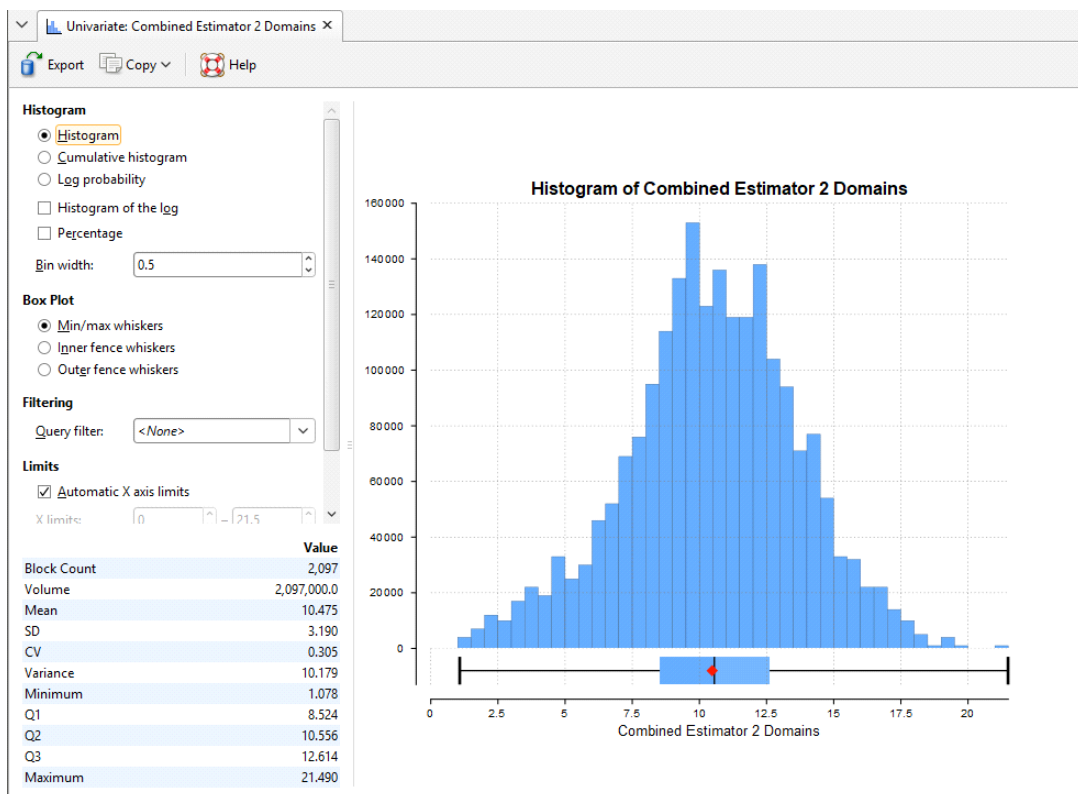 Univariate: Combined Estimator 2 Domains ×
Export Copy Help
Histogram
Histogram
Cumulative histogram
Log probability
Histogram of the log
Percentage
Bin width: 0.5
Box Plot
Min/max whiskers
Inner fence whiskers
Outer fence whiskers
Filtering
Query filter: <None>
Limits
Automatic X axis limits
X limits: 0 – 21.5
Value
Block Count 2,097
Volume 2,097,000.0
Mean 10.475
SD 3.190
CV 0.305
Variance 10.179
Minimum 1.078
Q1 8.524
Q2 10.556
Q3 12.614
Maximum 21.490
Histogram of Combined Estimator 2 Domains
160000
140000
120000
100000
80000
60000
40000
20000
0
0 2.5 5 7.5 10 12.5 15 17.5 20
Combined Estimator 2 Domains